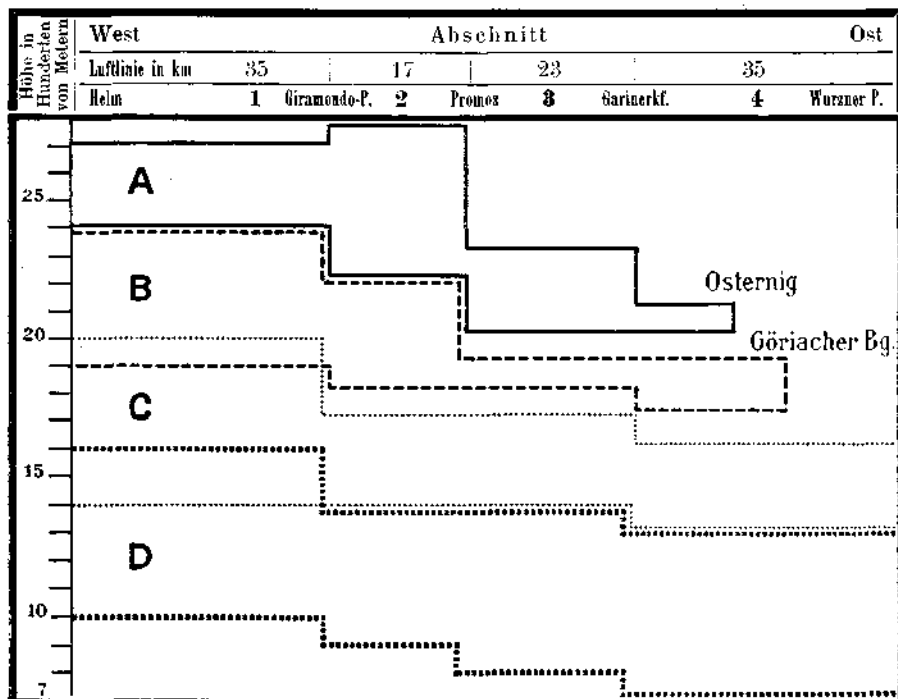 Höhe in
Hunderten
von Metern
West Abschnitt Ost
Luftlinie in km 35 17 23 35
Helm 1 Giramondo-P. 2 Promos 3 Garinerkf. 4 Wurzner P.
A
25
B
Osternig
20
Göriacher Bg.
C
15
D
10
7